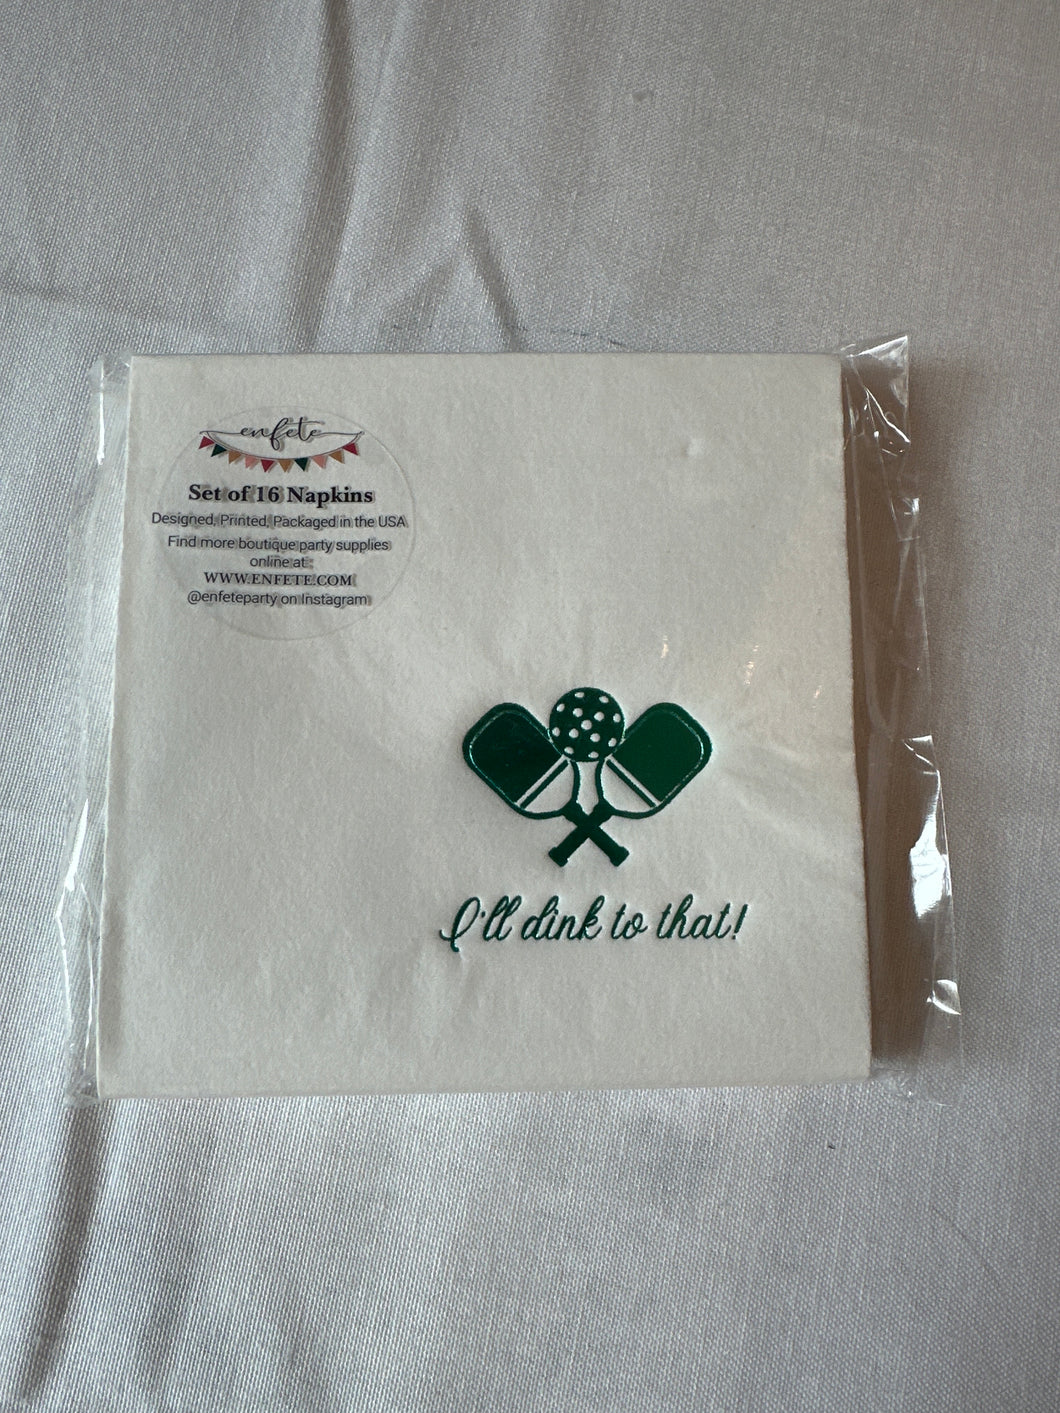 enfete
Set of 16 Napkins
Designed, Printed, Packaged in the USA
Find more boutique party supplies
online at:
WWW.ENFETE.COM
@enfeteparty on Instagram
I'll dink to that!